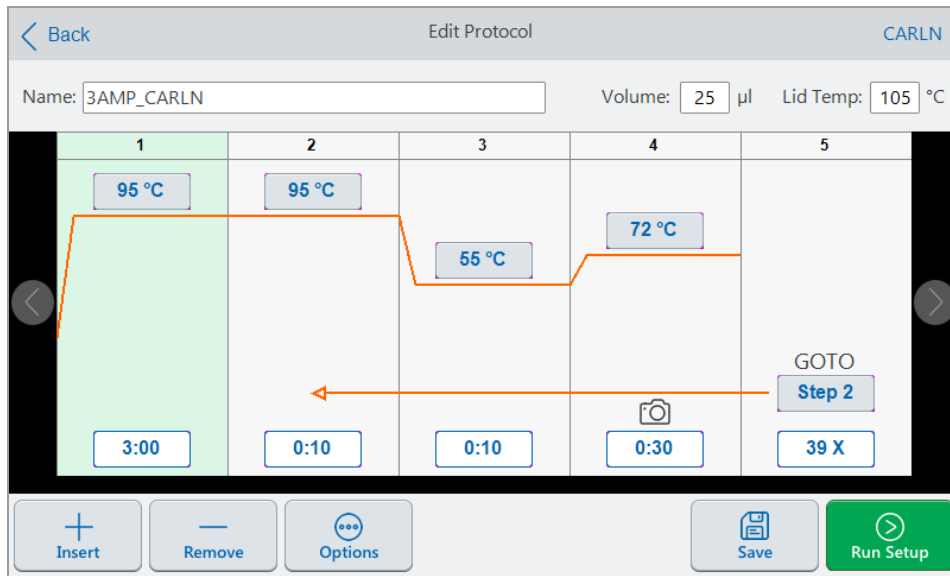 Back Edit Protocol CARLN
Name: 3AMP_CARLN Volume: 25 µl Lid Temp: 105 °C
1 2 3 4 5
95 °C 95 °C
72 °C
55 °C
GOTO
Step 2
3:00 0:10 0:10 0:30 39 X
Insert Remove Options Save Run Setup